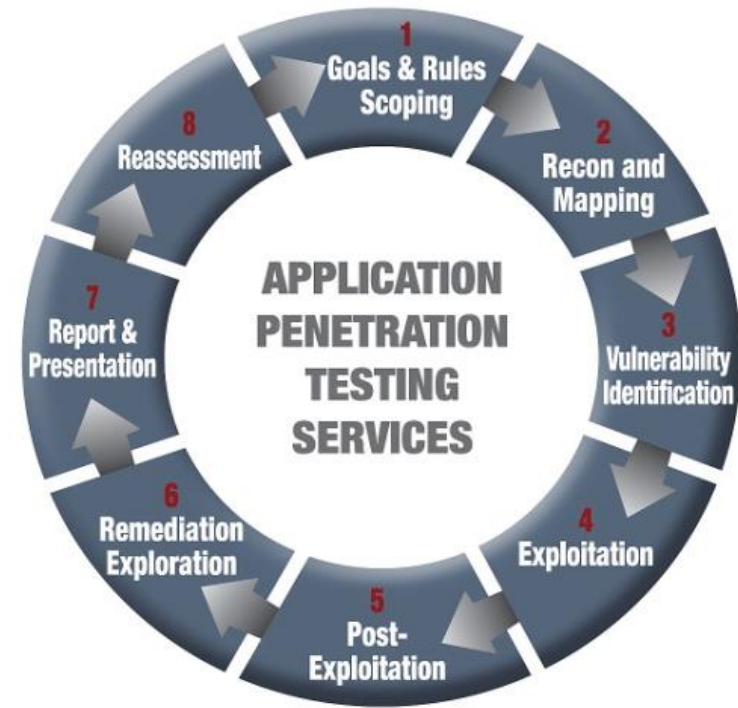 APPLICATION
PENETRATION
TESTING
SERVICES
1
Goals & Rules
Scoping
2
Recon and
Mapping
3
Vulnerability
Identification
4
Exploitation
5
Post-
Exploitation
6
Remediation
Exploration
7
Report &
Presentation
8
Reassessment